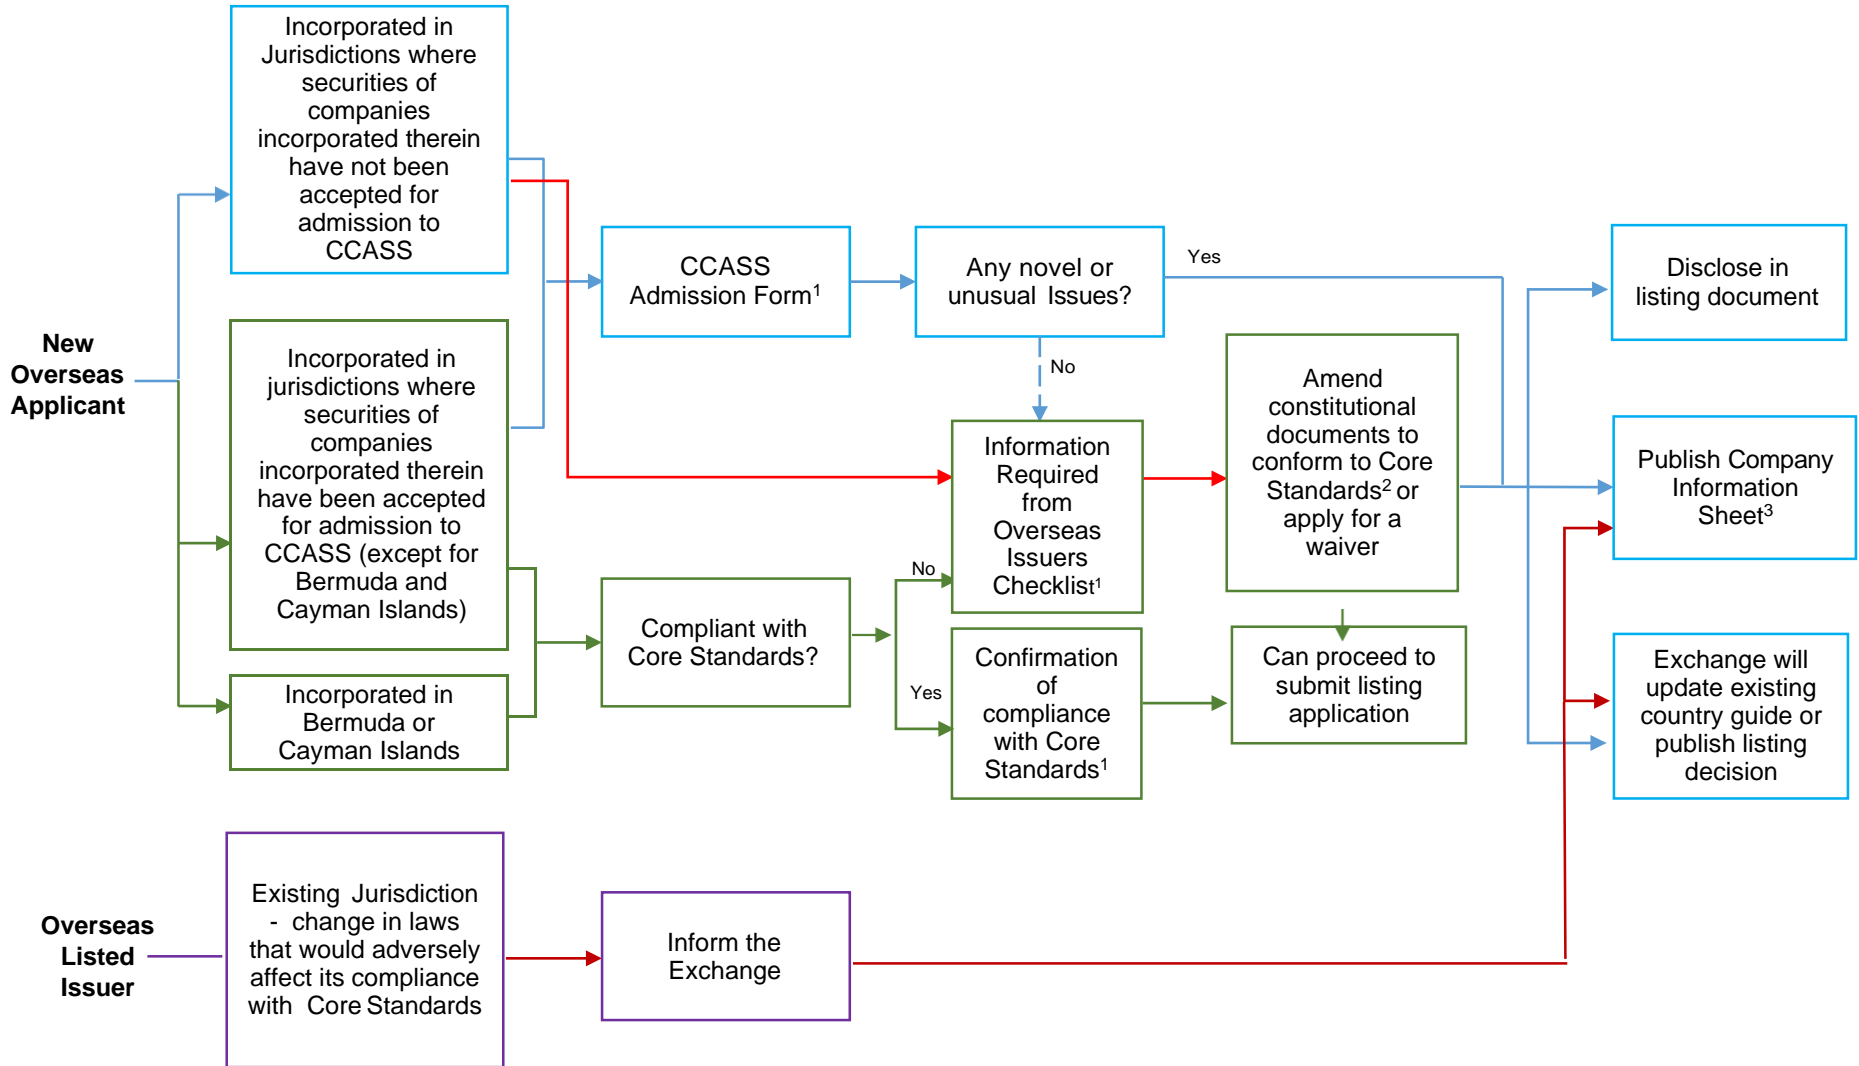 New
Overseas
Applicant
Incorporated in
Jurisdictions where
securities of
companies
incorporated therein
have not been
accepted for
admission to
CCASS
Incorporated in
jurisdictions where
securities of
companies
incorporated therein
have been accepted
for admission to
CCASS (except for
Bermuda and
Cayman Islands)
Incorporated in
Bermuda or
Cayman Islands
CCASS
Admission Form¹
Any novel or
unusual Issues?
Yes
No
Compliant with
Core Standards?
No
Yes
Information
Required
from
Overseas
Issuers
Checklist¹
Confirmation
of
compliance
with Core
Standards¹
Amend
constitutional
documents to
conform to Core
Standards² or
apply for a
waiver
Can proceed to
submit listing
application
Disclose in
listing document
Publish Company
Information
Sheet³
Exchange will
update existing
country guide or
publish listing
decision
Overseas
Listed
Issuer
Existing Jurisdiction
- change in laws
that would adversely
affect its compliance
with Core Standards
Inform the
Exchange